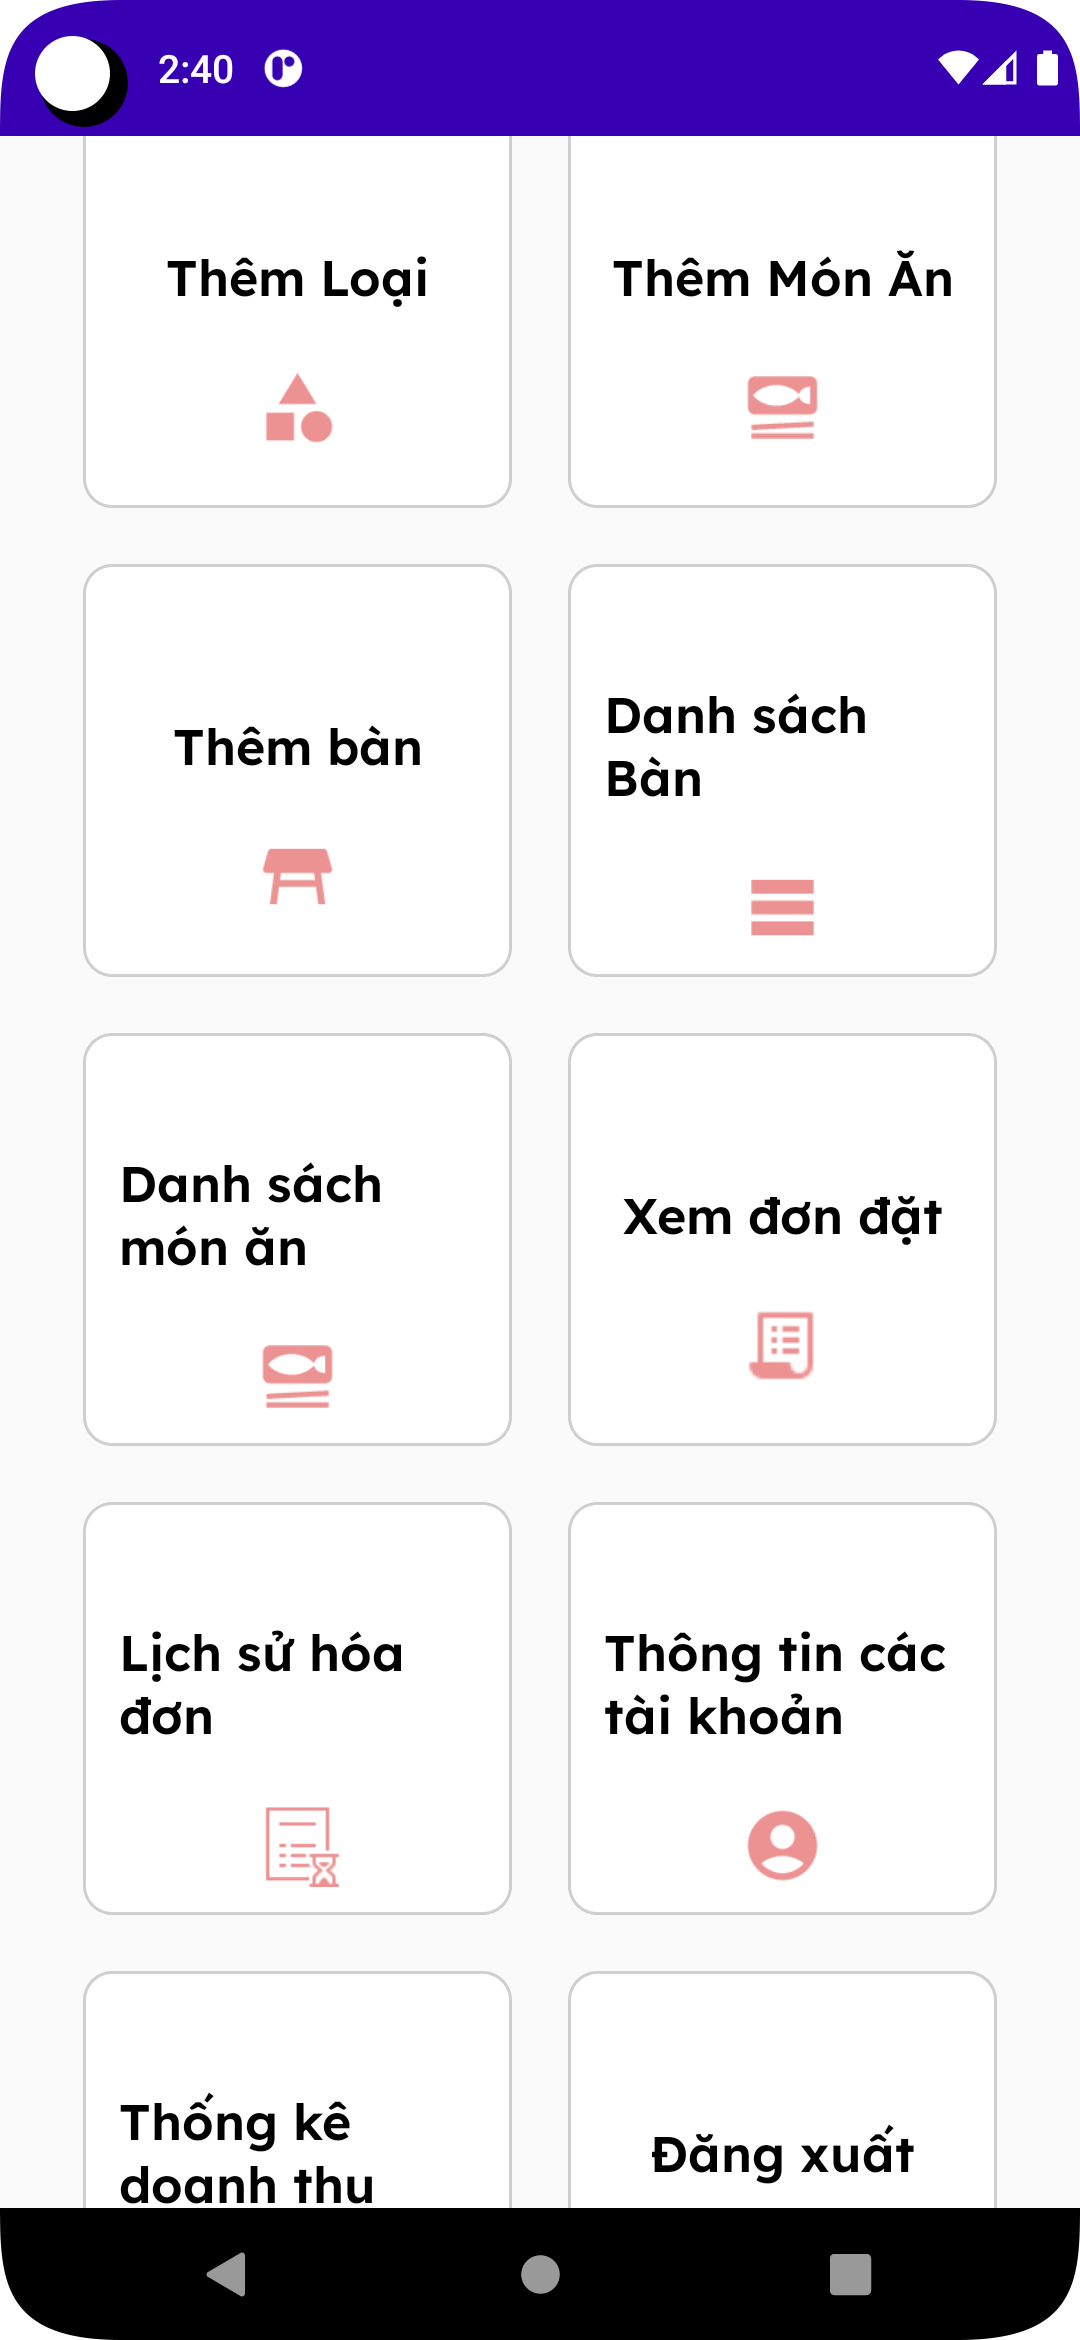 2:40
Thêm Loại
Thêm Món Ăn
Thêm bàn
Danh sách
Bàn
Danh sách
món ăn
Xem đơn đặt
Lịch sử hóa
đơn
Thông tin các
tài khoản
Thống kê
doanh thu
Đăng xuất